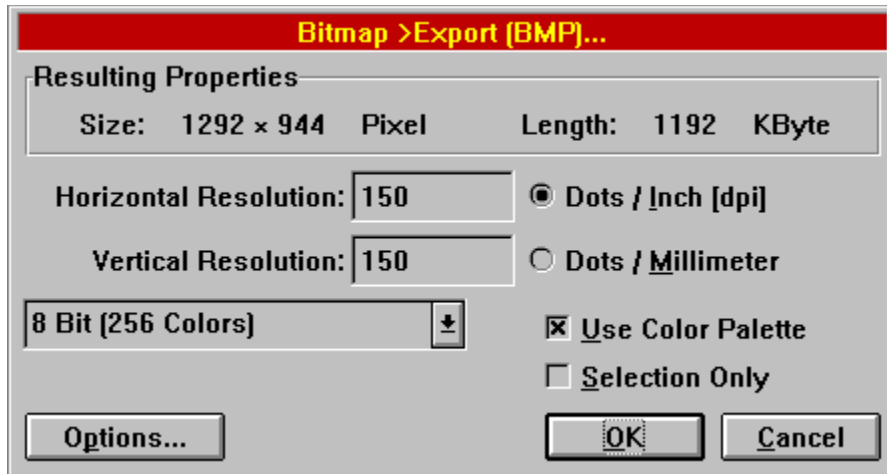 Bitmap >Export (BMP)...
Resulting Properties
Size: 1292 × 944 Pixel Length: 1192 KByte
Horizontal Resolution: 150 Dots / Inch [dpi]
Vertical Resolution: 150 Dots / Millimeter
8 Bit (256 Colors)
Use Color Palette
Selection Only
Options... OK Cancel